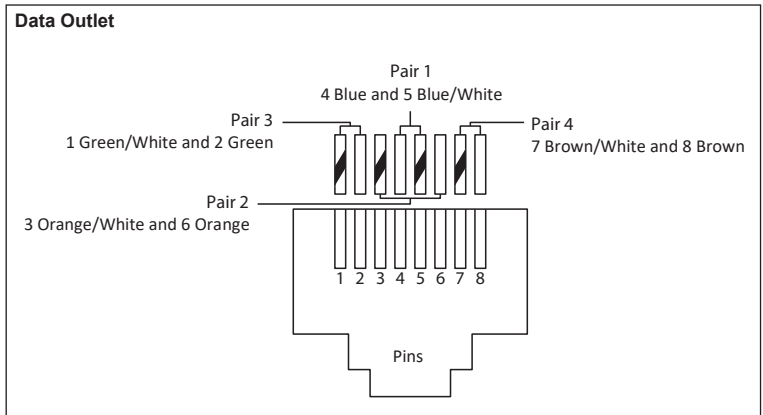 Data Outlet
Pair 1
4 Blue and 5 Blue/White
Pair 3
1 Green/White and 2 Green
Pair 4
7 Brown/White and 8 Brown
Pair 2
3 Orange/White and 6 Orange
1 2 3 4 5 6 7 8
Pins